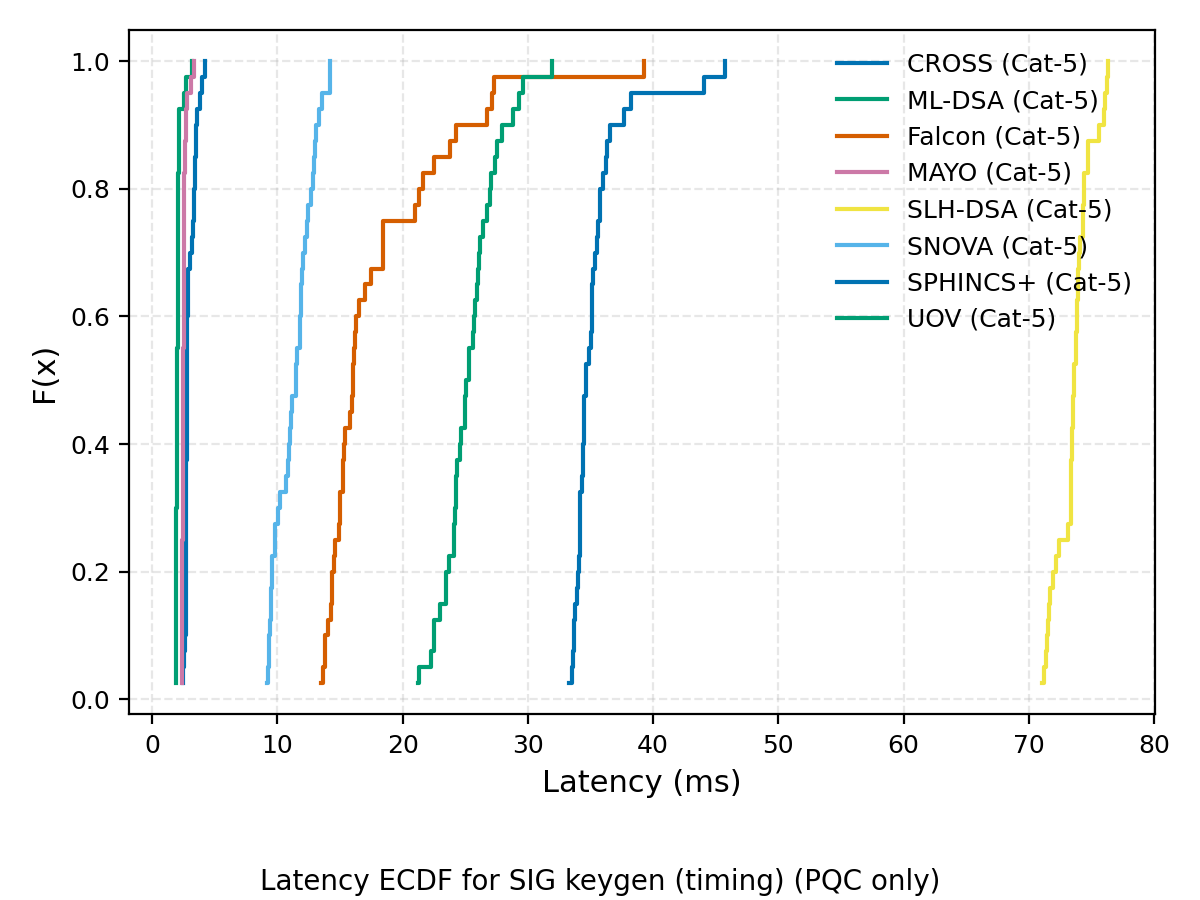 1.0
0.8
0.6
0.4
0.2
0.0
F(x)
CROSS (Cat-5)
ML-DSA (Cat-5)
Falcon (Cat-5)
MAYO (Cat-5)
SLH-DSA (Cat-5)
SNOVA (Cat-5)
SPHINCS+ (Cat-5)
UOV (Cat-5)
0 10 20 30 40 50 60 70 80
Latency (ms)
Latency ECDF for SIG keygen (timing) (PQC only)